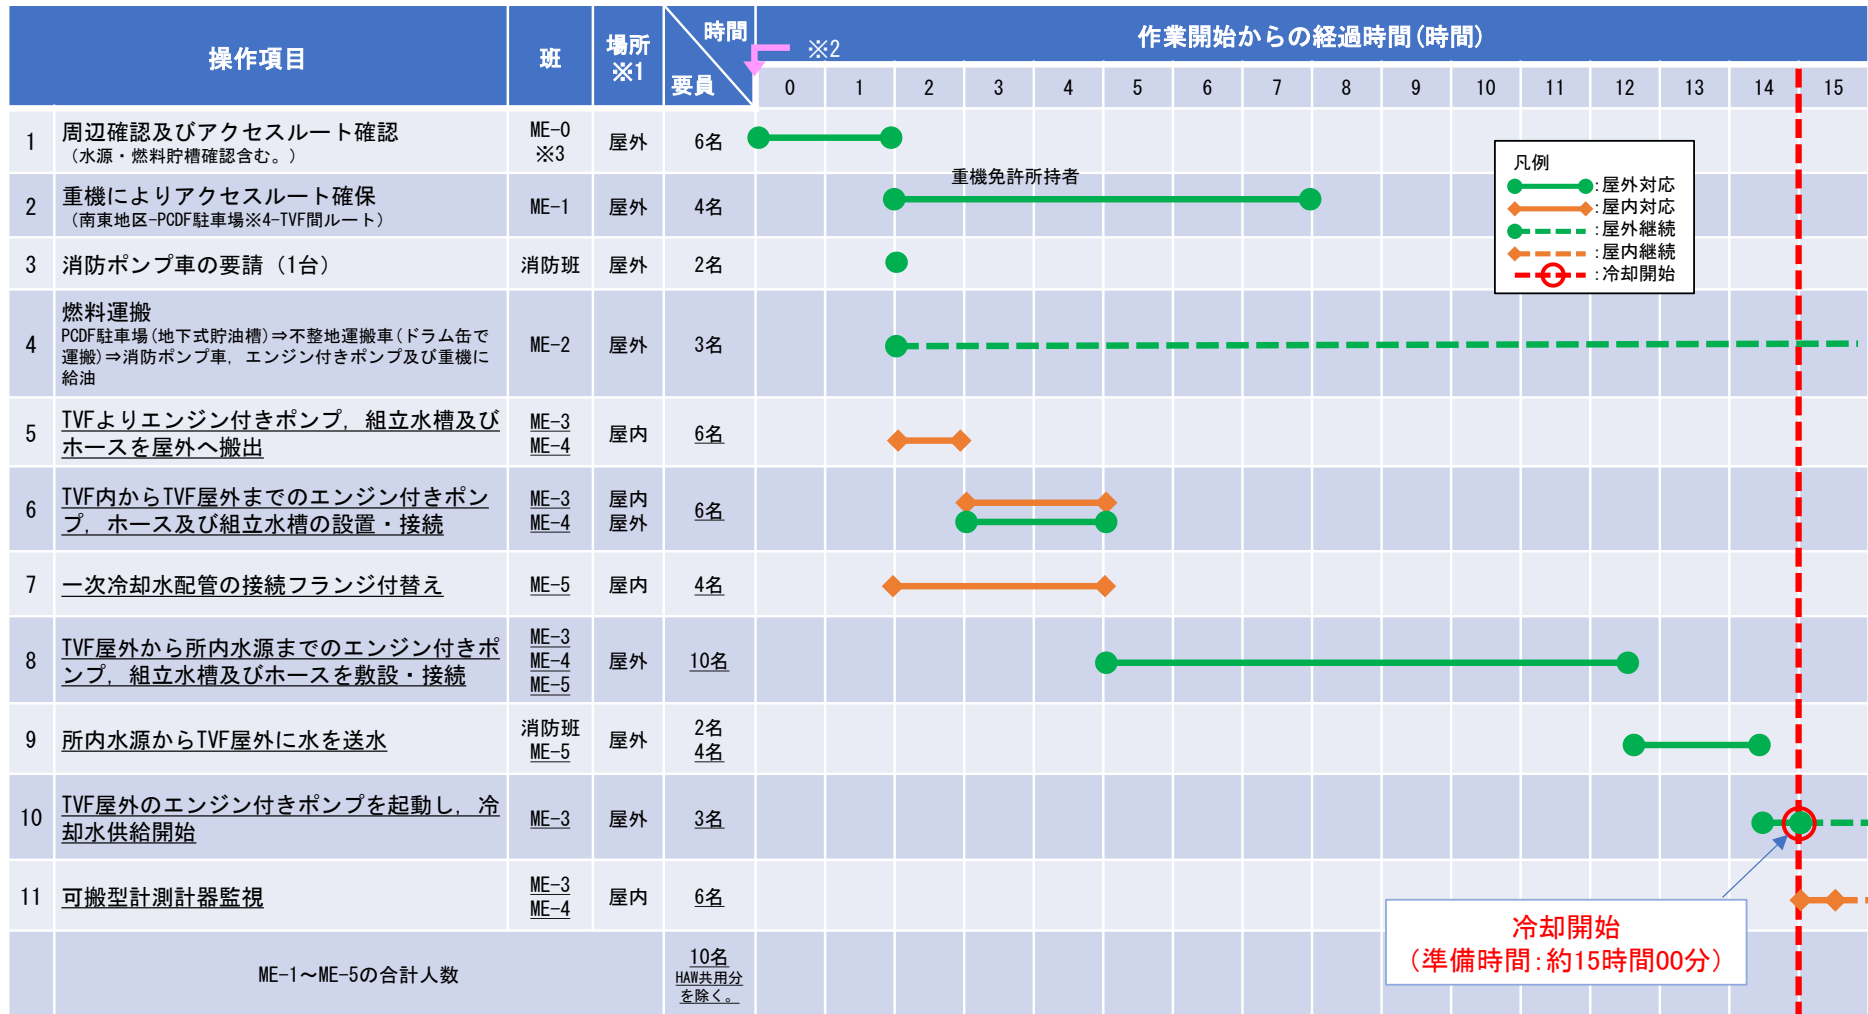 操作項目
班
場所
※1
時間
要員
※2
作業開始からの経過時間(時間)
0 1 2 3 4 5 6 7 8 9 10 11 12 13 14 15
1
周辺確認及びアクセスルート確認
（水源・燃料貯槽確認含む。）
ME-0
※3
屋外
6名
2
重機によりアクセスルート確保
（南東地区-PCDF駐車場※4-TVF間ルート）
ME-1
屋外
4名
重機免許所持者
3
消防ポンプ車の要請（1台）
消防班
屋外
2名
4
燃料運搬
PCDF駐車場(地下式貯油槽)⇒不整地運搬車(ドラム缶で
運搬)⇒消防ポンプ車，エンジン付きポンプ及び重機に
給油
ME-2
屋外
3名
5
TVFよりエンジン付きポンプ，組立水槽及び
ホースを屋外へ搬出
ME-3
ME-4
屋内
6名
6
TVF内からTVF屋外までのエンジン付きポン
プ，ホース及び組立水槽の設置・接続
ME-3
ME-4
屋内
屋外
6名
7
一次冷却水配管の接続フランジ付替え
ME-5
屋内
4名
8
TVF屋外から所内水源までのエンジン付きポ
ンプ，組立水槽及びホースを敷設・接続
ME-3
ME-4
ME-5
屋外
10名
9
所内水源からTVF屋外に水を送水
消防班
ME-5
屋外
2名
4名
10
TVF屋外のエンジン付きポンプを起動し，冷
却水供給開始
ME-3
屋外
3名
11
可搬型計測計器監視
ME-3
ME-4
屋内
6名
ME-1～ME-5の合計人数
10名
HAW共用分
を除く。
凡例
:屋外対応
:屋内対応
:屋外継続
:屋内継続
:冷却開始
冷却開始
（準備時間:約15時間00分）